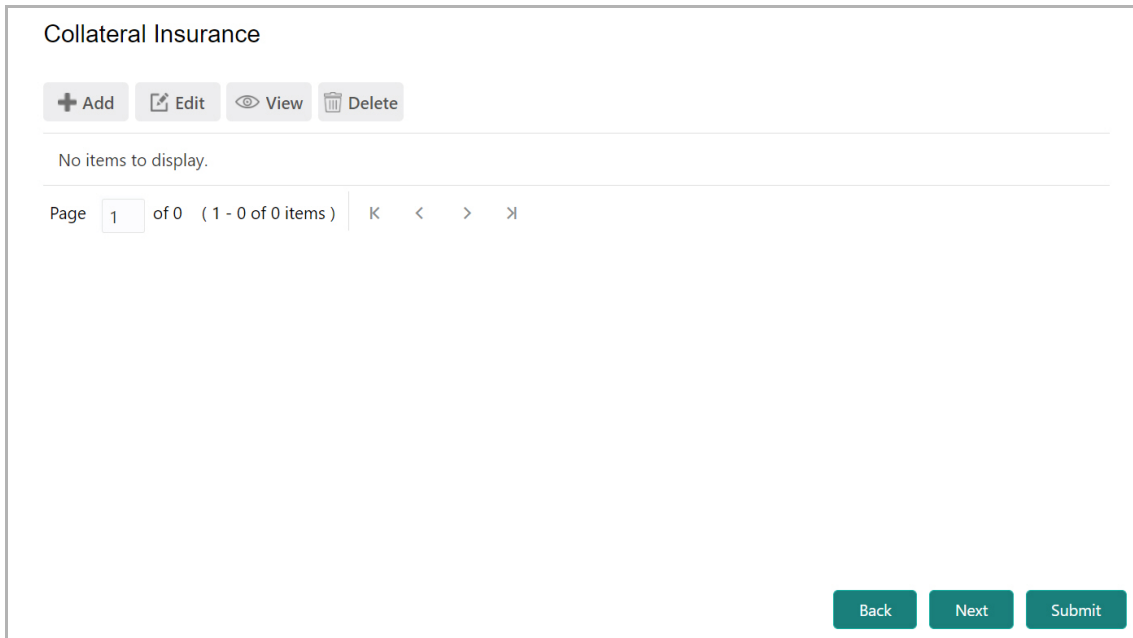 Collateral Insurance
Add Edit View Delete
No items to display.
Page 1 of 0 ( 1 - 0 of 0 items )
Back Next Submit